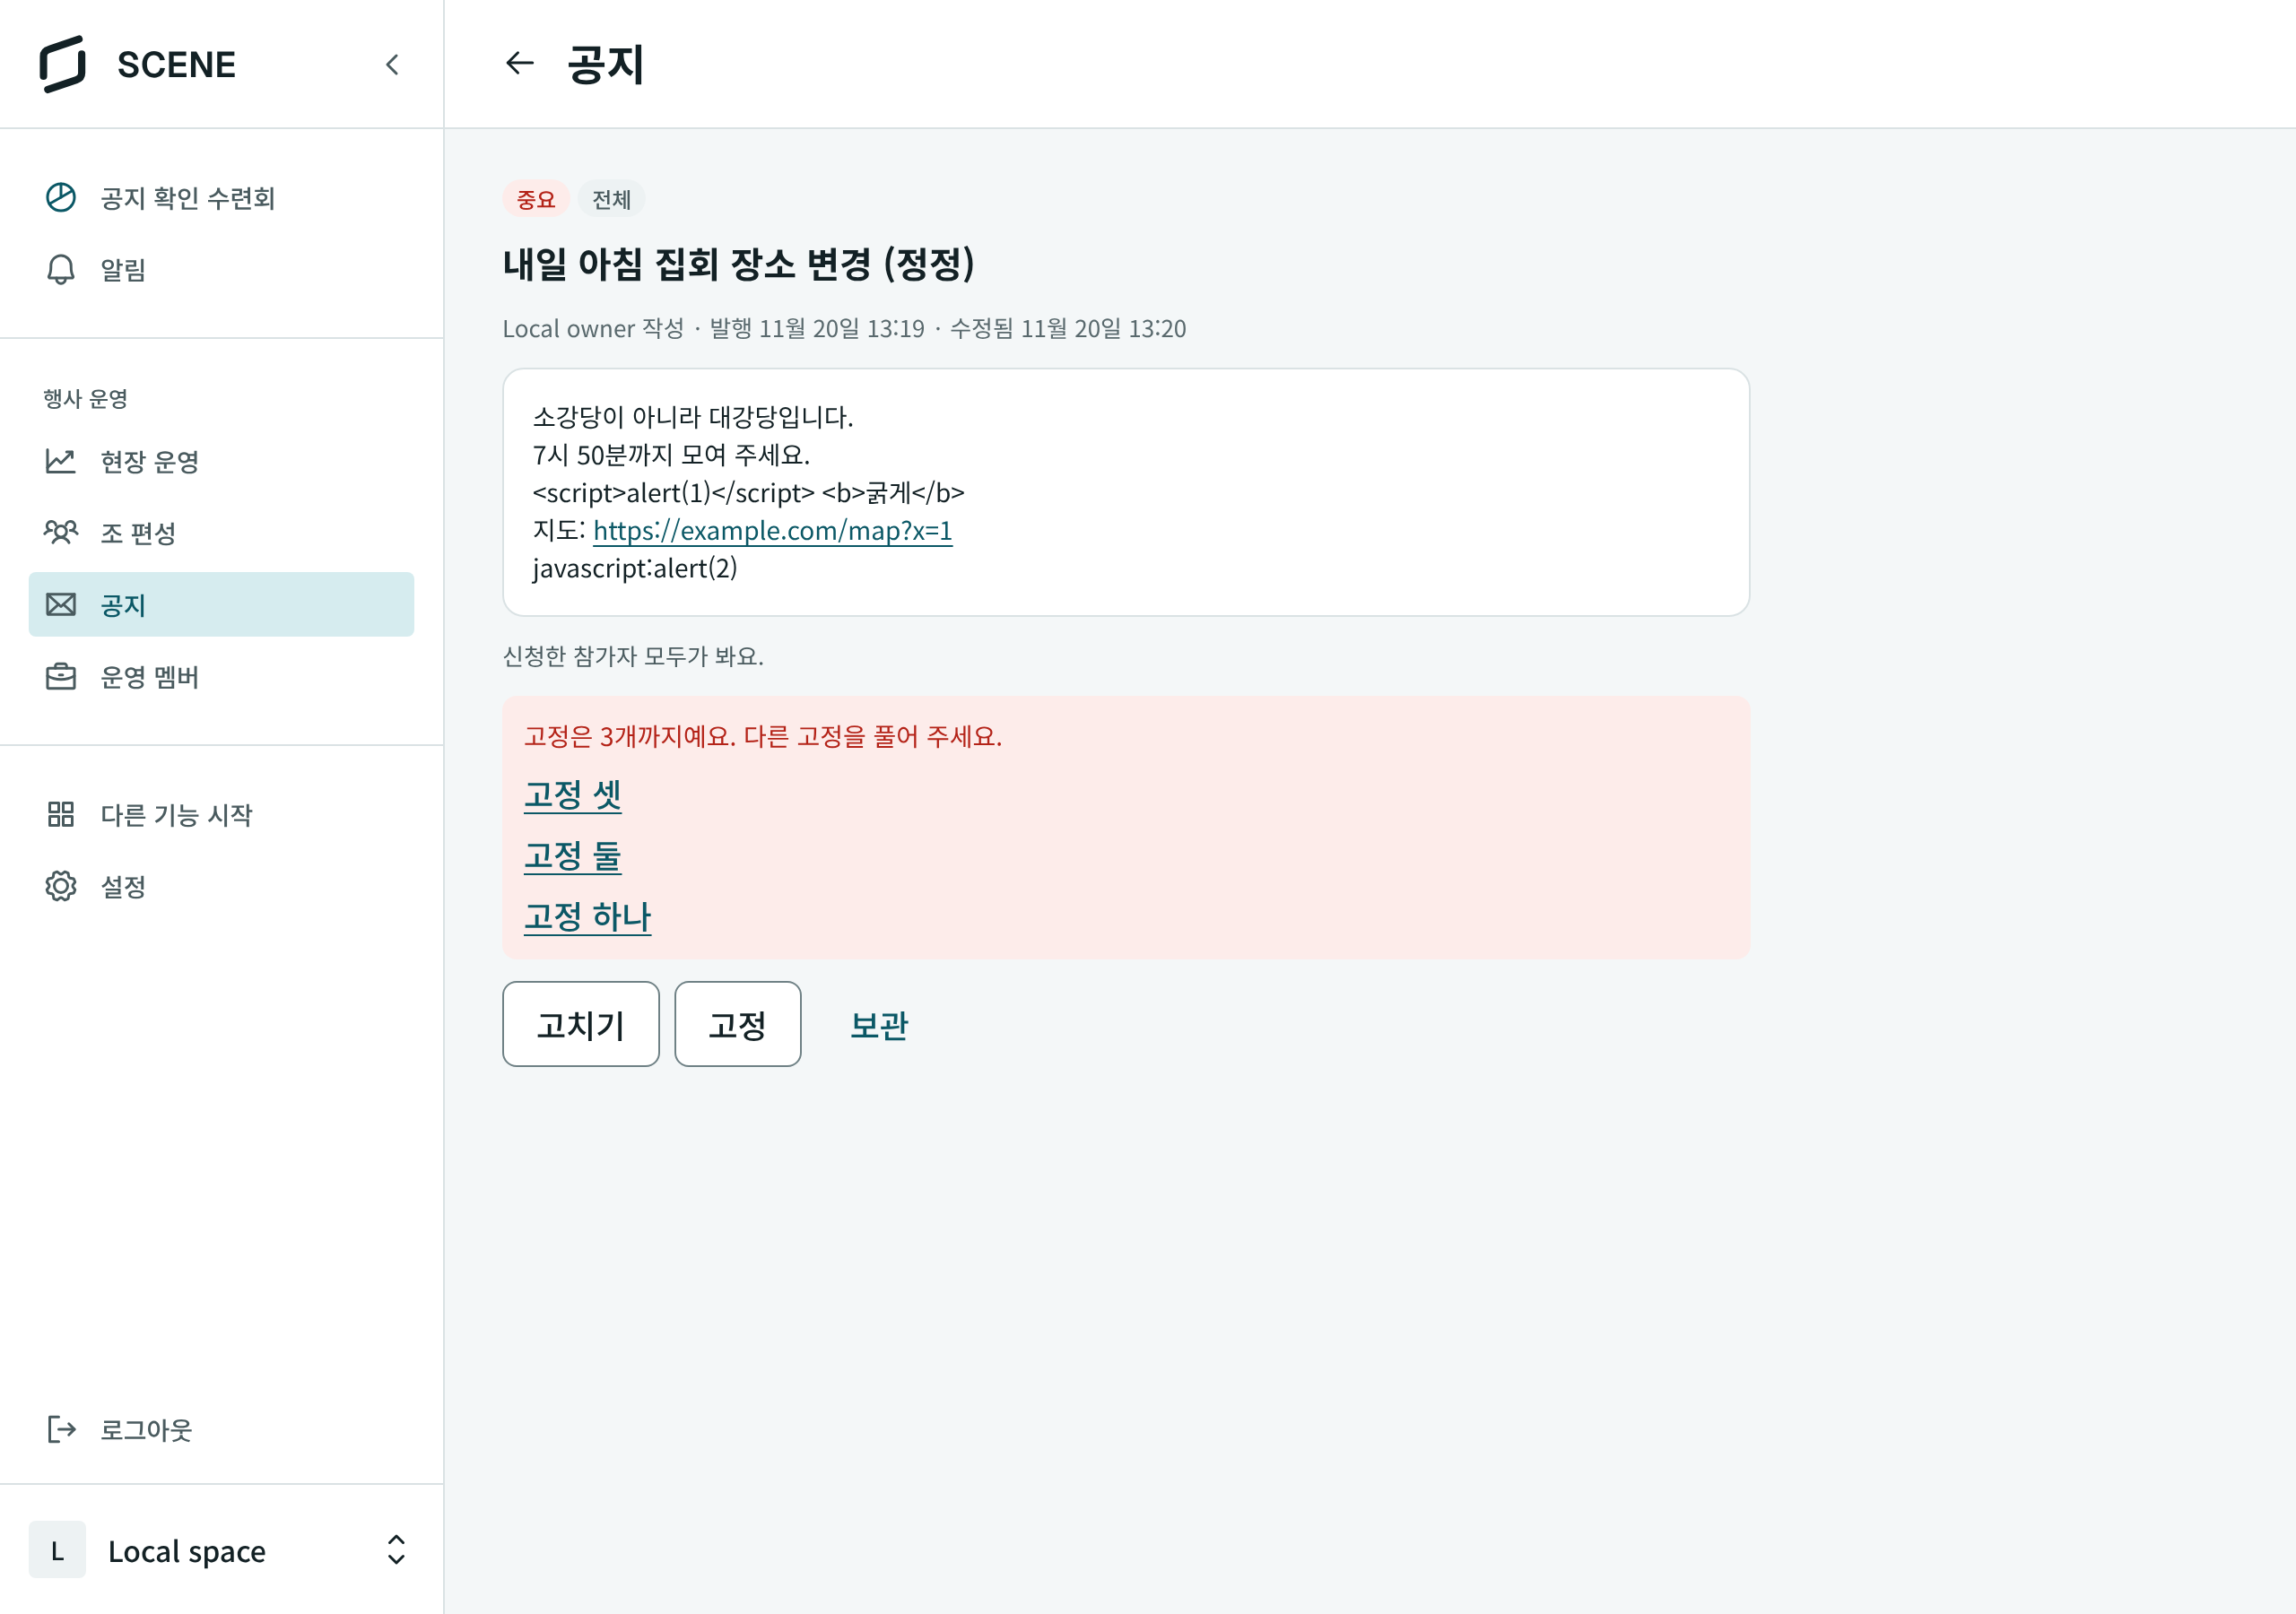 SCENE
공지 확인 수련회
알림
행사 운영
현장 운영
조 편성
공지
운영 멤버
다른 기능 시작
설정
로그아웃
L Local space
공지
중요 전체
내일 아침 집회 장소 변경 (정정)
Local owner 작성 · 발행 11월 20일 13:19 · 수정됨 11월 20일 13:20
소강당이 아니라 대강당입니다.
7시 50분까지 모여 주세요.
<script>alert(1)</script> <b>굵게</b>
지도: https://example.com/map?x=1
javascript:alert(2)
신청한 참가자 모두가 봐요.
고정은 3개까지예요. 다른 고정을 풀어 주세요.
고정 셋
고정 둘
고정 하나
고치기 고정 보관